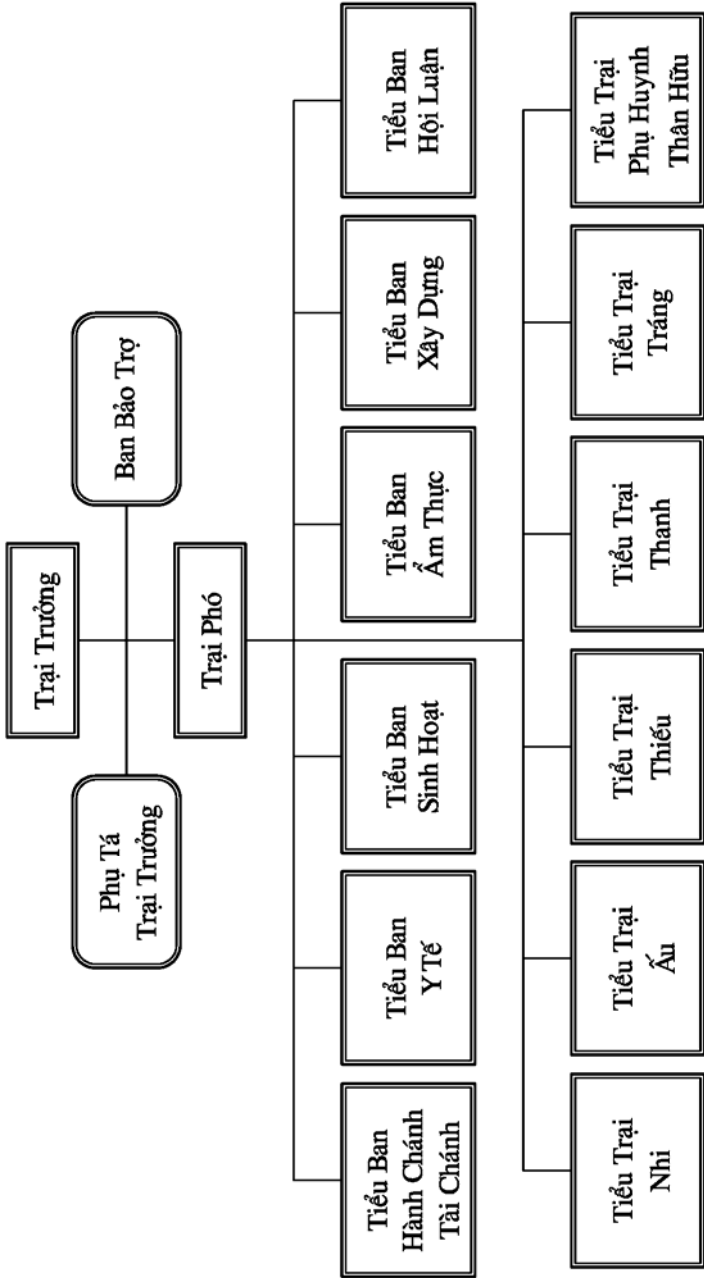 Trại Trưởng
Phụ Tá
Trại Trưởng
Ban Bảo Trợ
Trại Phó
Tiểu Ban
Hành Chánh
Tài Chánh
Tiểu Ban
Y Tế
Tiểu Ban
Sinh Hoạt
Tiểu Ban
Ẩm Thực
Tiểu Ban
Xây Dựng
Tiểu Ban
Hội Luận
Tiểu Trại
Nhi
Tiểu Trại
Ấu
Tiểu Trại
Thiếu
Tiểu Trại
Thanh
Tiểu Trại
Tráng
Tiểu Trại
Phụ Huynh
Thân Hữu